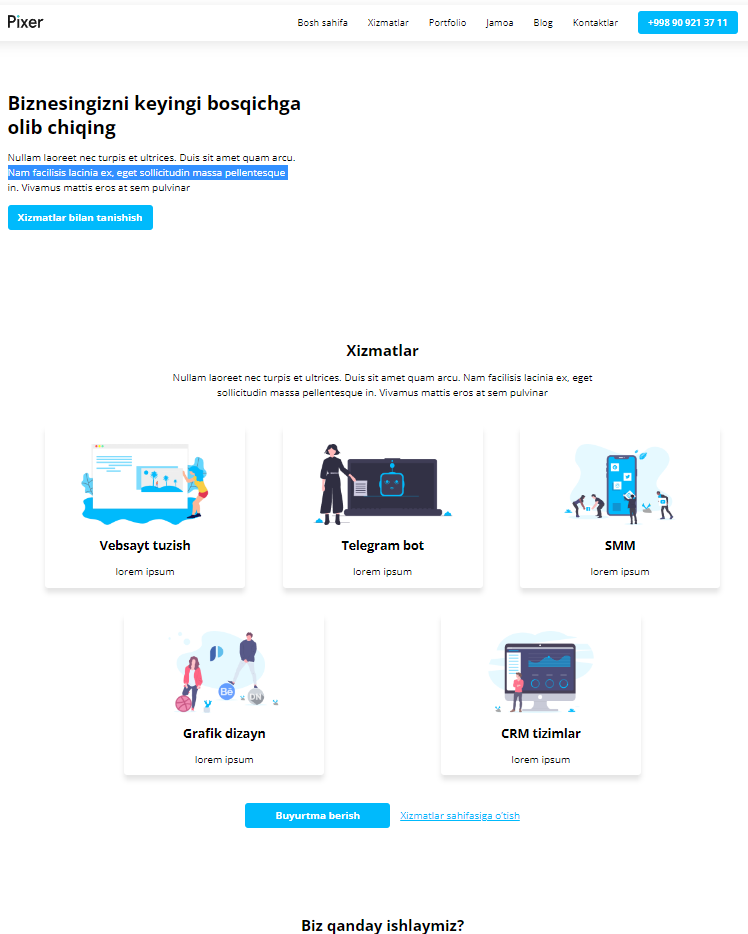 Pixer
Bosh sahifa
Xizmatlar
Portfolio
Jamoa
Blog
Kontaktlar
+998 90 921 37 11
Biznesingizni keyingi bosqichga
olib chiqing
Nullam laoreet nec turpis et ultrices. Duis sit amet quam arcu.
Nam facilisis lacinia ex, eget sollicitudin massa pellentesque
in. Vivamus mattis eros at sem pulvinar
Xizmatlar bilan tanishish
Xizmatlar
Nullam laoreet nec turpis et ultrices. Duis sit amet quam arcu. Nam facilisis lacinia ex, eget
sollicitudin massa pellentesque in. Vivamus mattis eros at sem pulvinar
Vebsayt tuzish
lorem ipsum
Telegram bot
lorem ipsum
SMM
lorem ipsum
Bē
DN
Grafik dizayn
lorem ipsum
CRM tizimlar
lorem ipsum
Buyurtma berish
Xizmatlar sahifasiga o'tish
Biz qanday ishlaymiz?